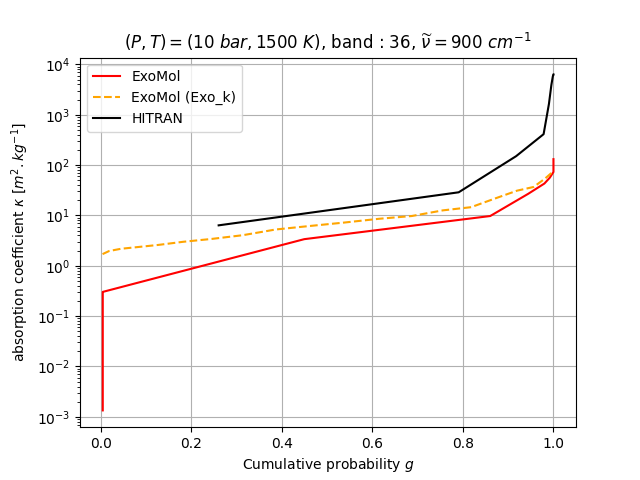 (P, T) = (10 bar, 1500 K), band : 36, ν̃ = 900 cm⁻¹
ExoMol
ExoMol (Exo_k)
HITRAN
absorption coefficient κ [m². kg⁻¹]
10⁴
10³
10²
10¹
10⁰
10⁻¹
10⁻²
10⁻³
0.0 0.2 0.4 0.6 0.8 1.0
Cumulative probability g